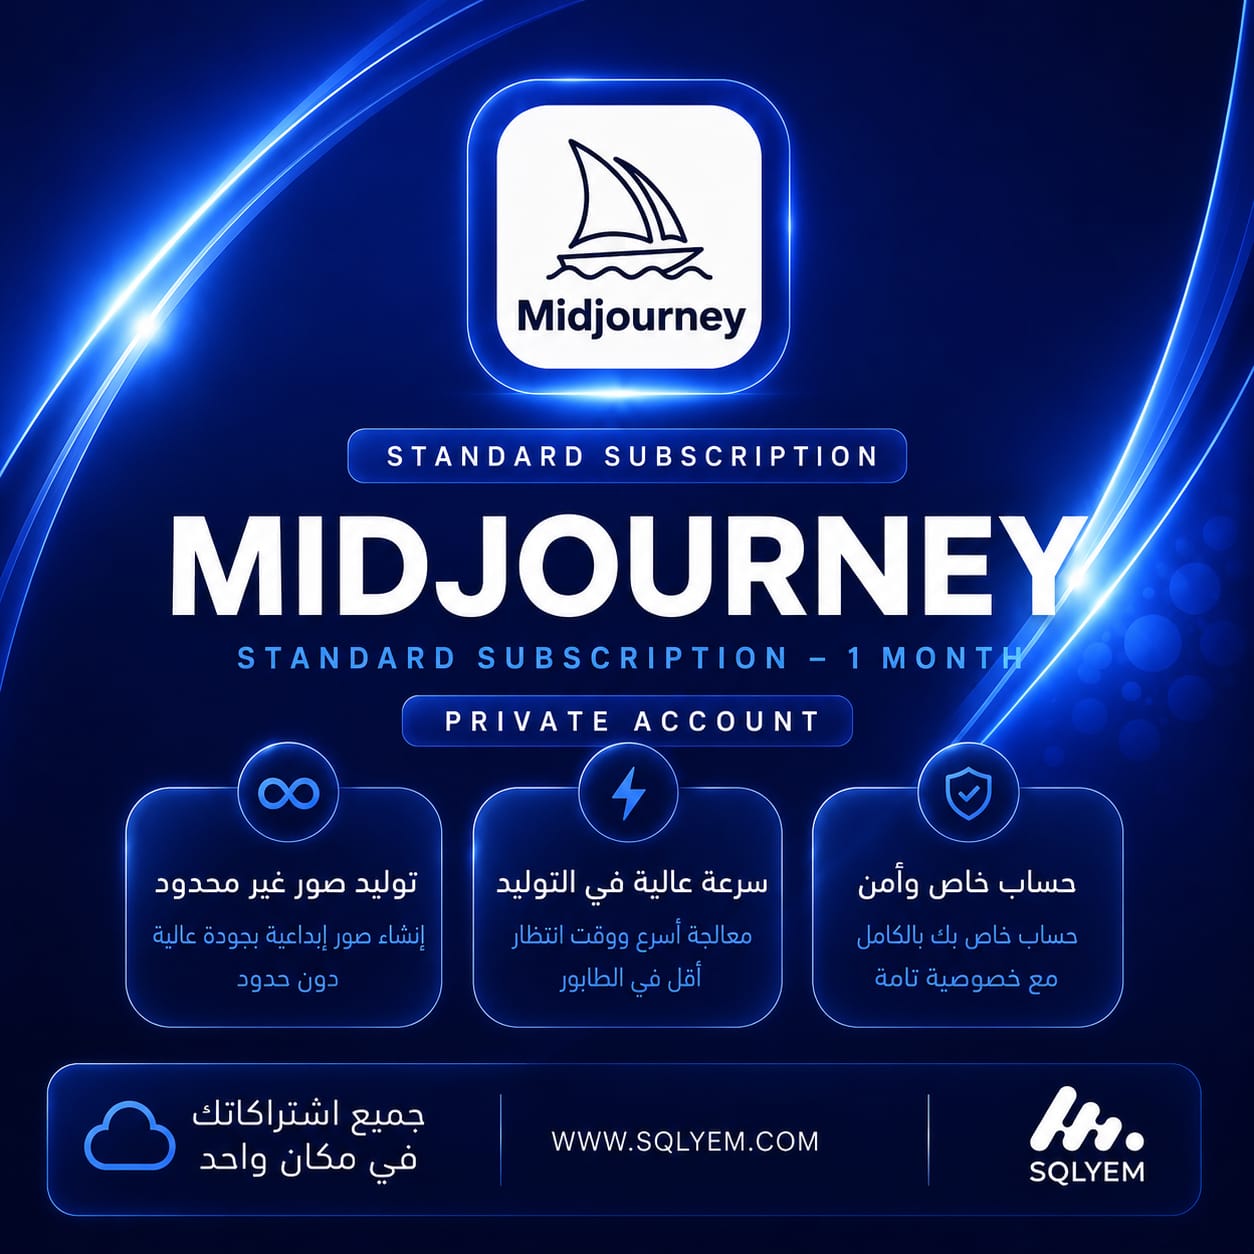 Midjourney
STANDARD SUBSCRIPTION
MIDJOURNEY
STANDARD SUBSCRIPTION – 1 MONTH
PRIVATE ACCOUNT
حساب خاص وآمن
حساب خاص بك بالكامل
مع خصوصية تامة
سرعة عالية في التوليد
معالجة أسرع ووقت انتظار
أقل في الطابور
توليد صور غير محدود
إنشاء صور إبداعية بجودة عالية
دون حدود
جميع اشتراكاتك
في مكان واحد
WWW.SQLYEM.COM
SQLYEM